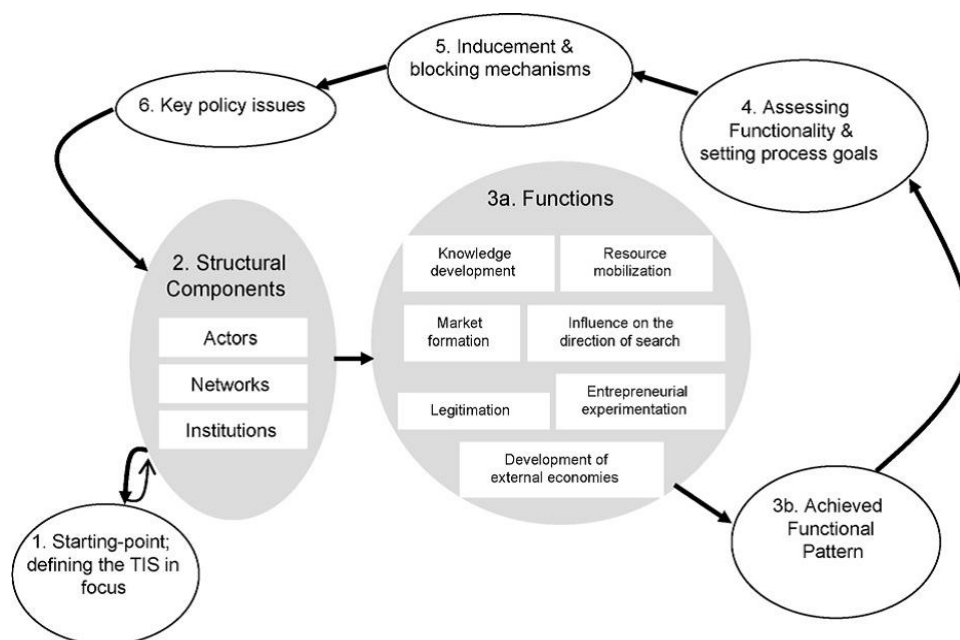 5. Inducement &
blocking mechanisms
6. Key policy issues
4. Assessing
Functionality &
setting process goals
3a. Functions
Knowledge
development
Resource
mobilization
2. Structural
Components
Market
formation
Influence on the
direction of search
Actors
Networks
Institutions
Legitimation
Entrepreneurial
experimentation
Development of
external economies
3b. Achieved
Functional
Pattern
1. Starting-point;
defining the TIS in
focus